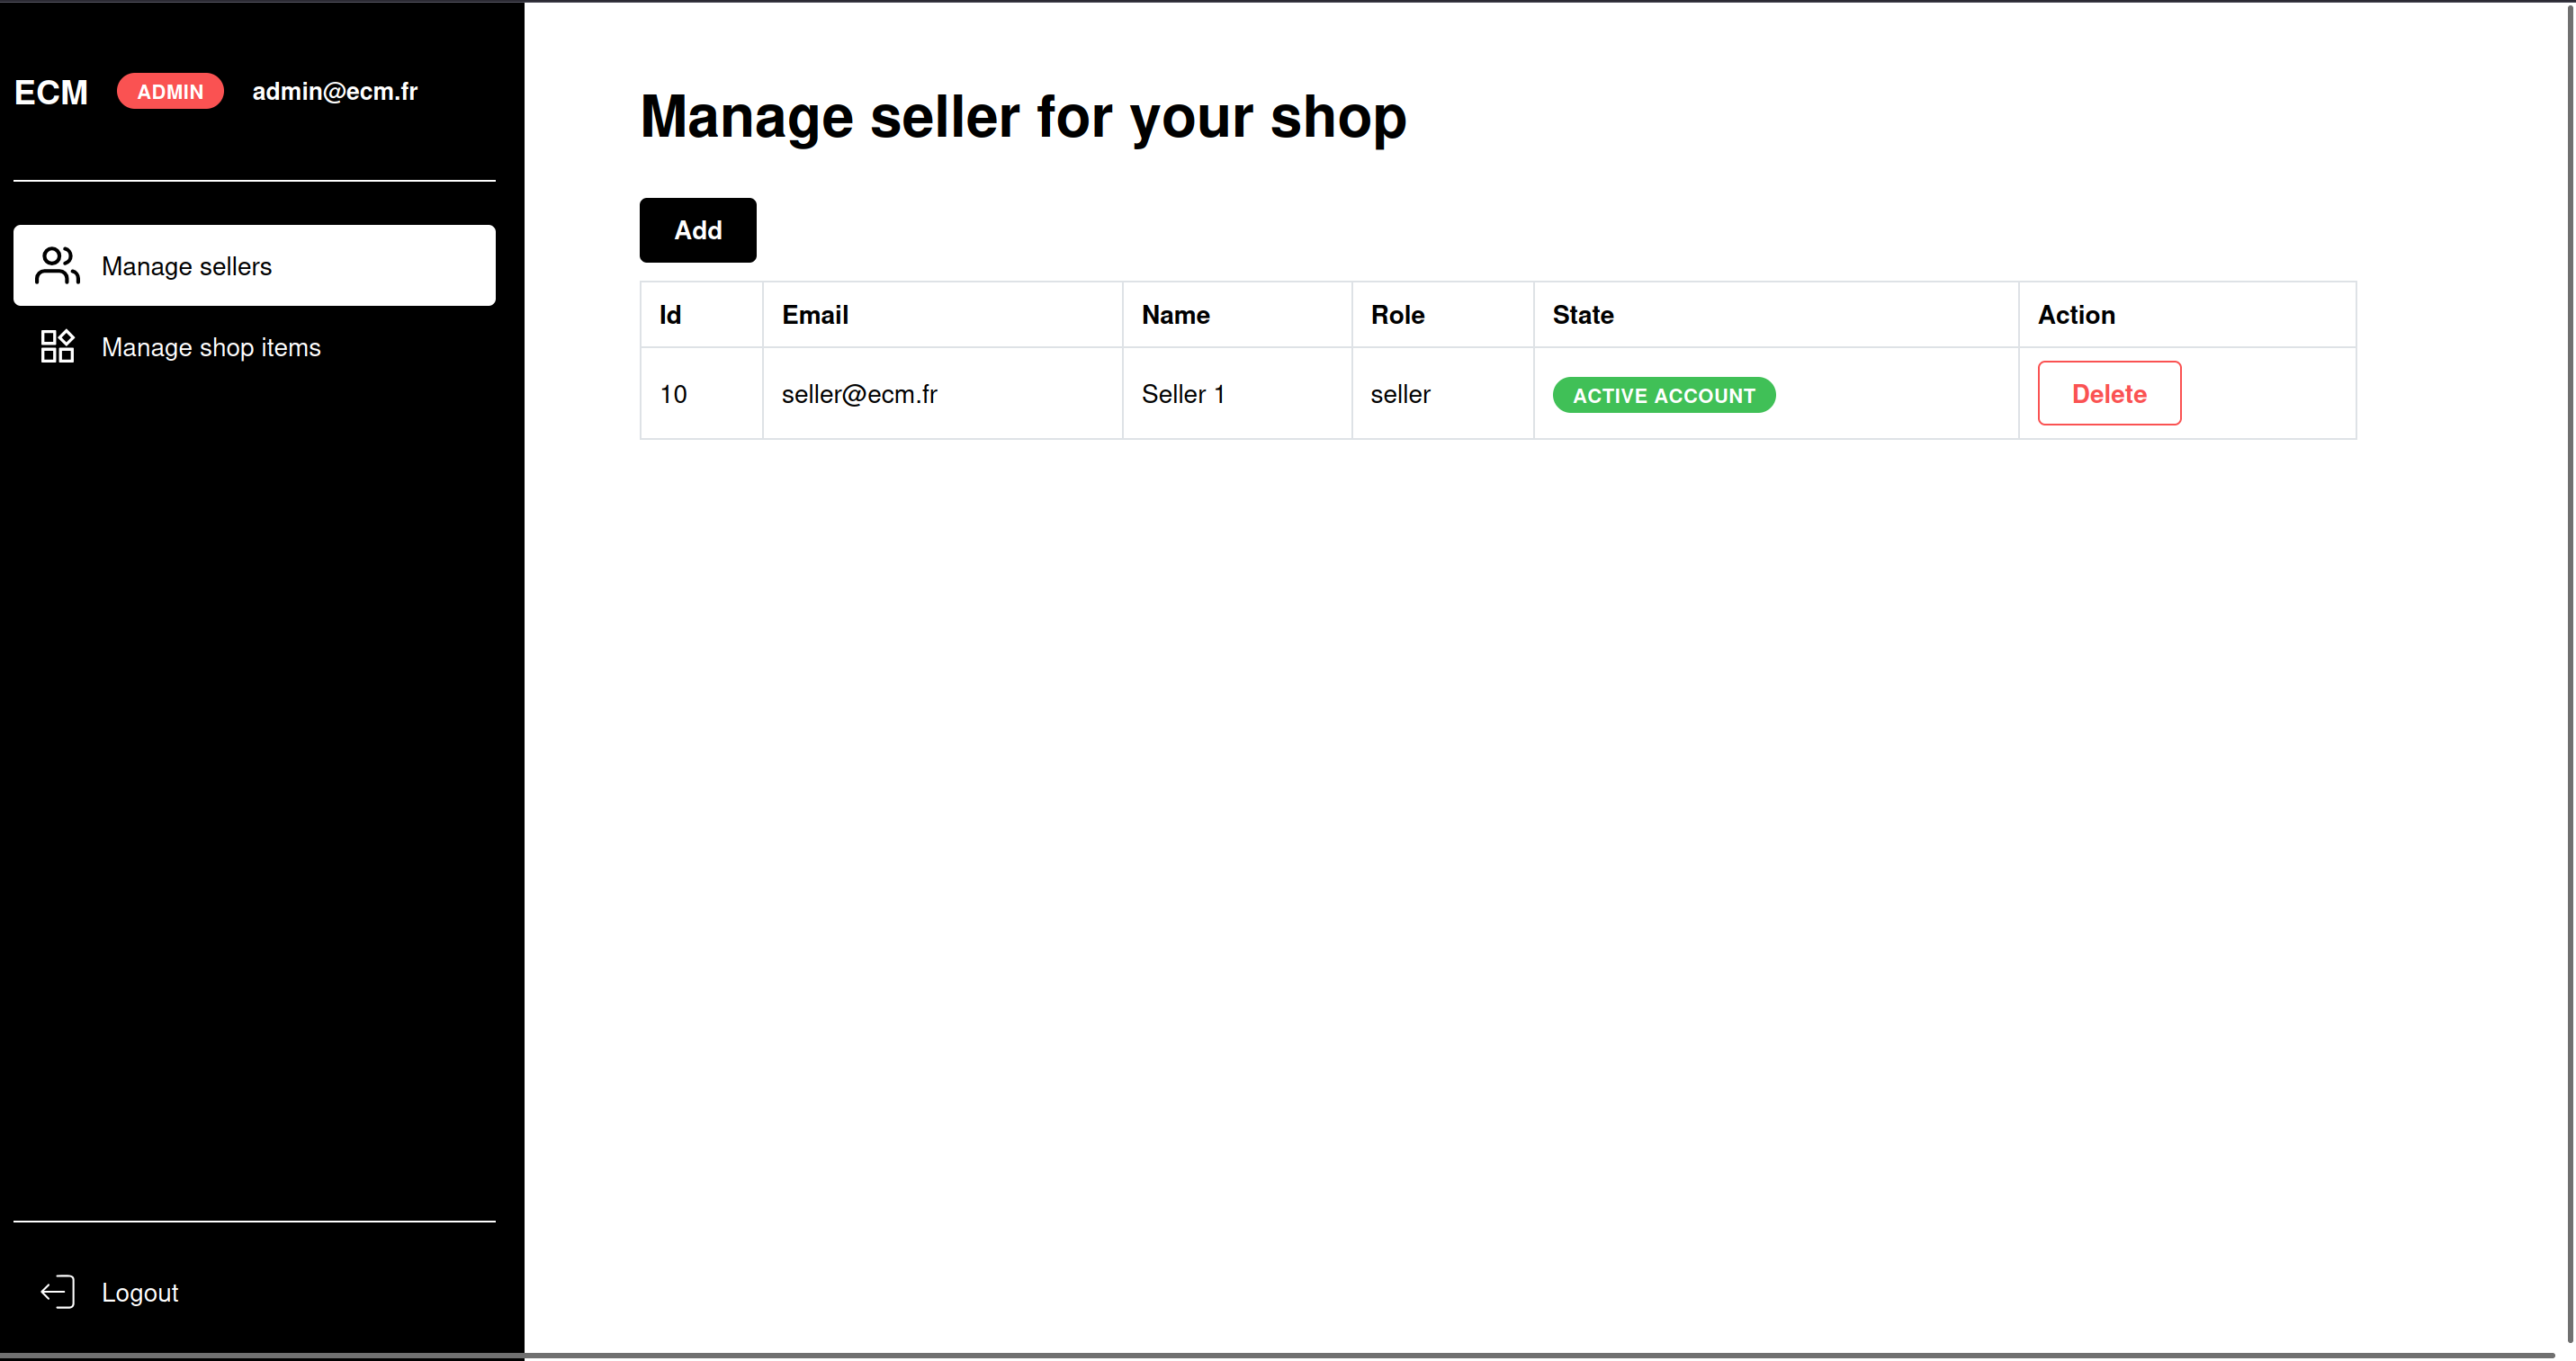 ECM ADMIN admin@ecm.fr
Manage sellers
Manage shop items
Logout
Manage seller for your shop
Add
Id Email Name Role State Action
10 seller@ecm.fr Seller 1 seller ACTIVE ACCOUNT Delete